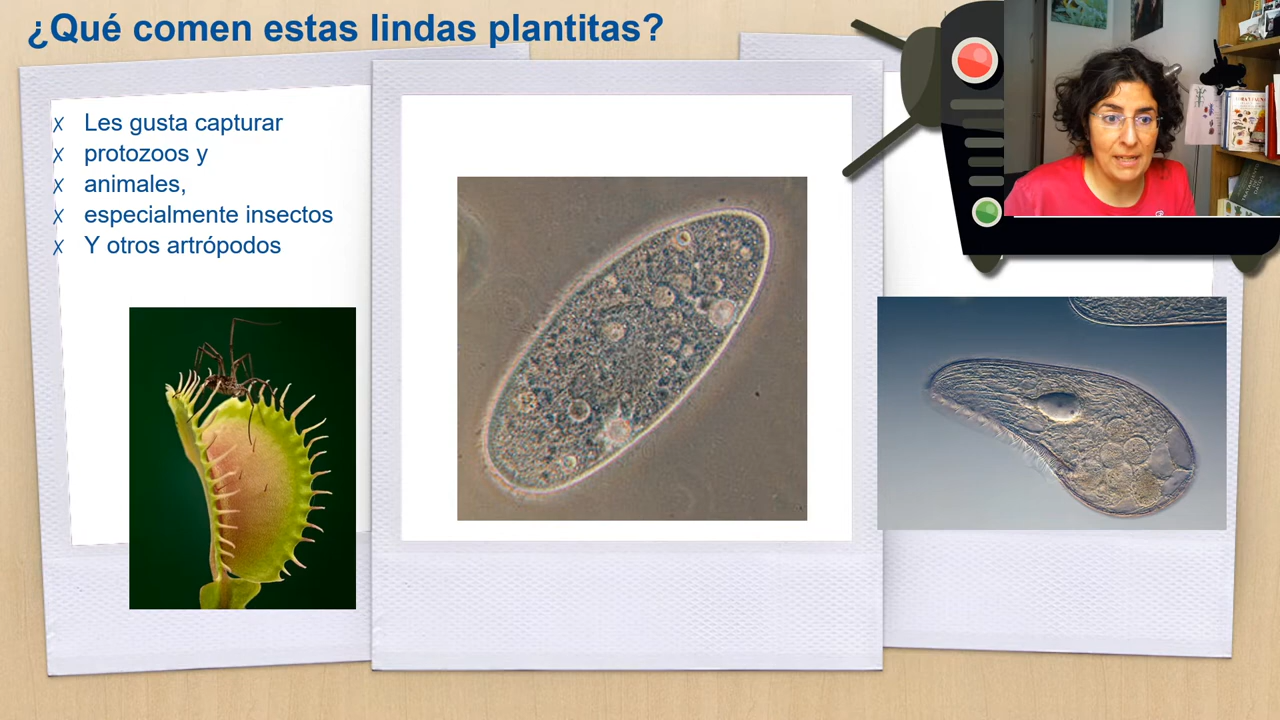 ¿Qué comen estas lindas plantitas?
Les gusta capturar
protozoos y
animales,
especialmente insectos
Y otros artrópodos